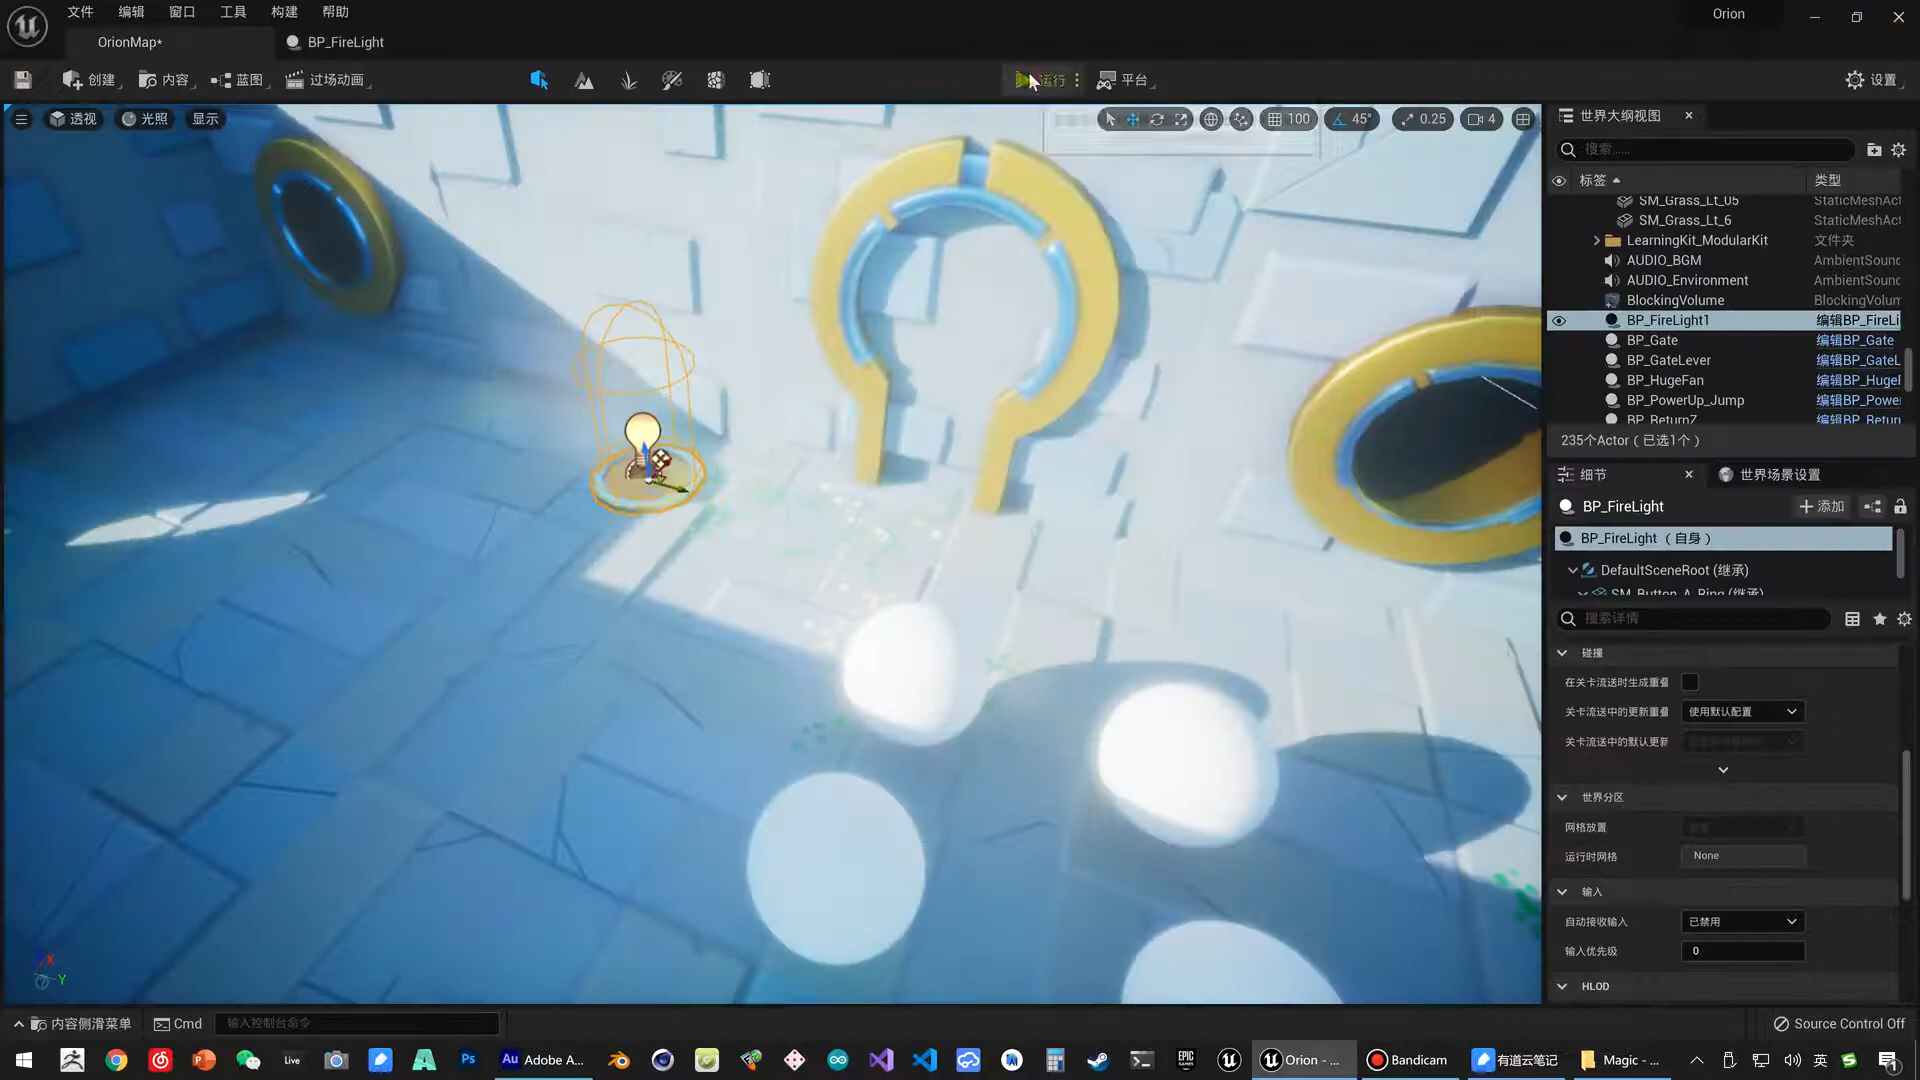 文件 编辑 窗口 工具 构建 帮助
Orion
OrionMap*
BP_FireLight
创建
内容
蓝图
过场动画
运行
平台
设置
透视
光照
显示
100
45°
0.25
4
世界大纲视图
搜索……
标签
类型
SM_Grass_Lt_05 StaticMeshAct
SM_Grass_Lt_6 StaticMeshAct
LearningKit_ModularKit 文件夹
AUDIO_BGM AmbientSound
AUDIO_Environment AmbientSound
BlockingVolume BlockingVolum
BP_FireLight1 编辑BP_FireLi
BP_Gate 编辑BP_Gate
BP_GateLever 编辑BP_GateL
BP_HugeFan 编辑BP_Huge
BP_PowerUp_Jump 编辑BP_Powe
235个Actor（已选1个）
细节
世界场景设置
BP_FireLight
添加
BP_FireLight （自身）
DefaultSceneRoot (继承)
SM_Button_A_Ring (继承)
搜索详情
碰撞
在关卡流送时生成重叠
关卡流送中的更新重叠 使用默认配置
关卡流送中的默认更新
世界分区
网格放置
运行时网格 None
输入
自动接收输入 已禁用
输入优先级 0
HLOD
X
Y
内容侧滑菜单
Cmd
输入控制台命令
Source Control Off
Live
Ps
Au
Adobe A...
EPIC
Orion - ...
Bandicam
有道云笔记
Magic - ...
英
1